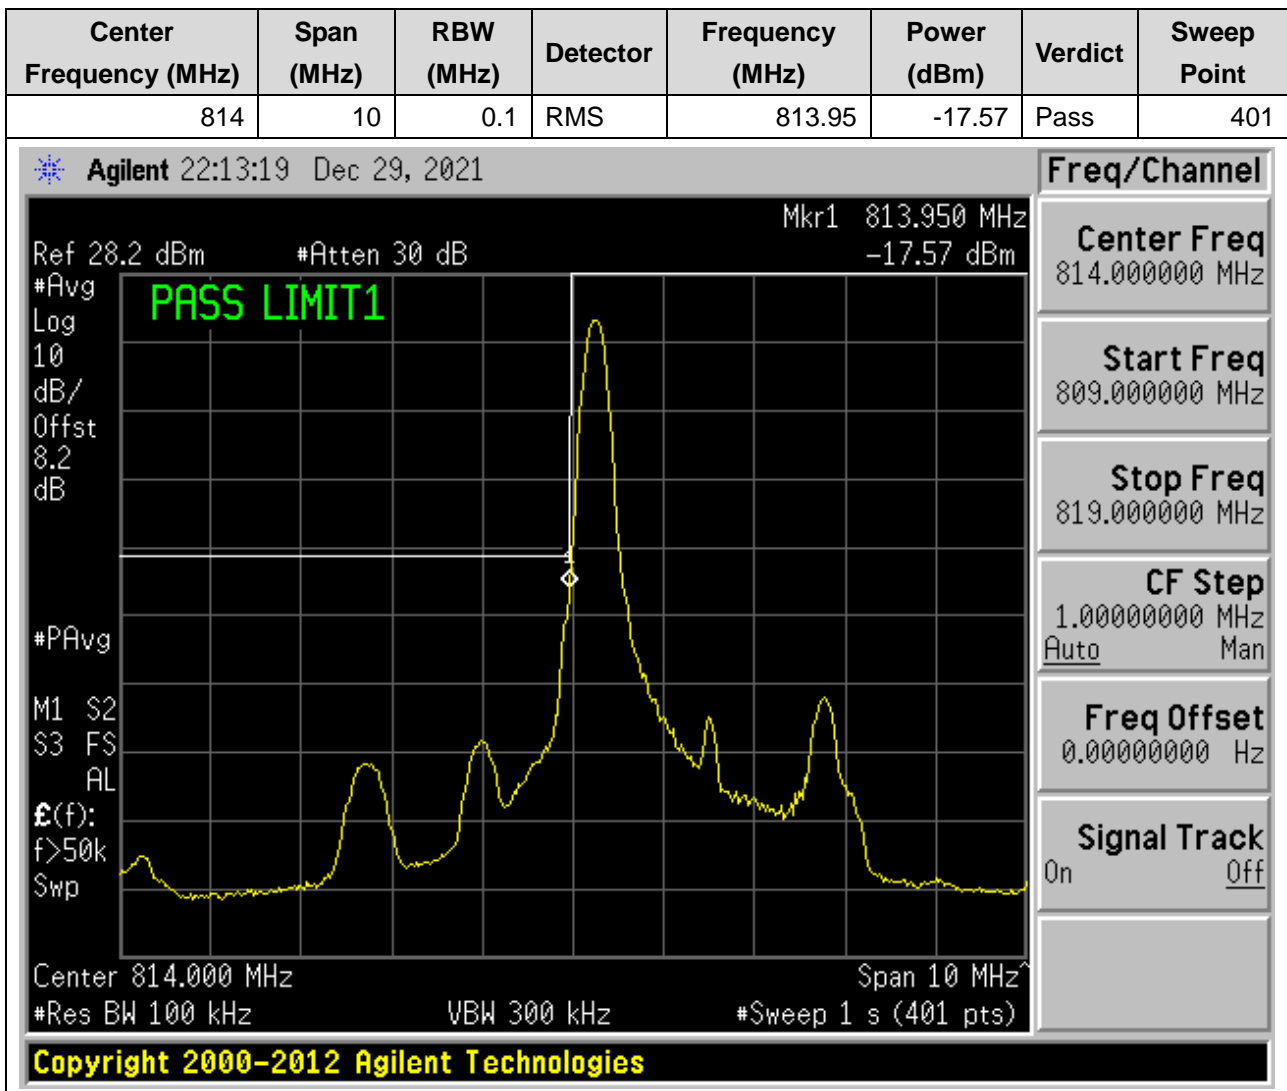 Center Frequency (MHz) Span (MHz) RBW (MHz) Detector Frequency (MHz) Power (dBm) Verdict Sweep Point
814 10 0.1 RMS 813.95 -17.57 Pass 401
Agilent 22:13:19 Dec 29, 2021
Freq/Channel
Mkr1 813.950 MHz
Ref 28.2 dBm #Atten 30 dB -17.57 dBm
#Avg
Log
10
dB/
Offst
8.2
dB
PASS LIMIT1
1
#PAvg
M1 S2
S3 FS
AL
£(f):
f>50k
Swp
Center 814.000 MHz Span 10 MHz^
#Res BW 100 kHz VBW 300 kHz #Sweep 1 s (401 pts)
Center Freq
814.000000 MHz
Start Freq
809.000000 MHz
Stop Freq
819.000000 MHz
CF Step
1.00000000 MHz
Auto Man
Freq Offset
0.00000000 Hz
Signal Track
On Off
Copyright 2000-2012 Agilent Technologies